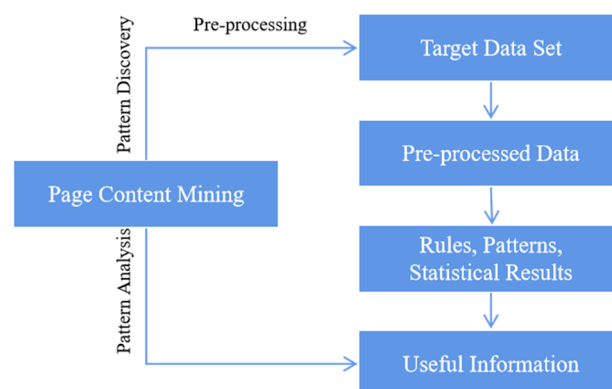 Pre-processing
Pattern Discovery
Target Data Set
Pre-processed Data
Page Content Mining
Pattern Analysis
Rules, Patterns,
Statistical Results
Useful Information